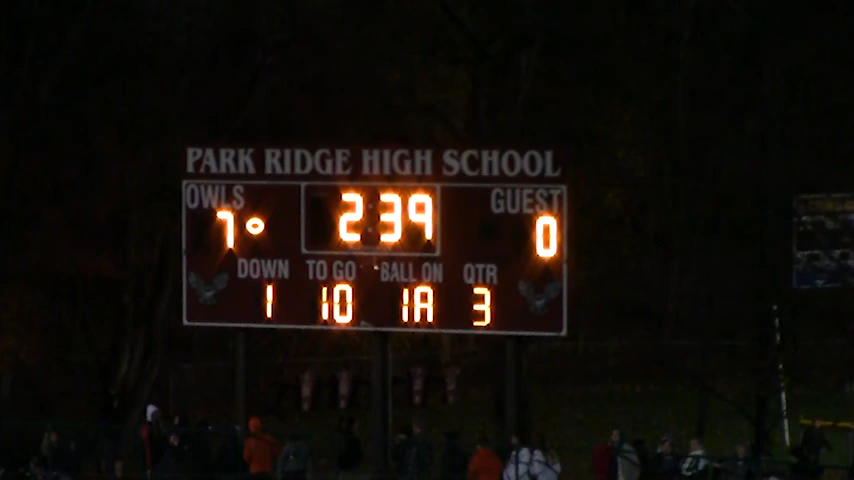 PARK RIDGE HIGH SCHOOL
OWLS 2:39 GUEST
7 0
DOWN TO GO BALL ON QTR
1 10 1A 3